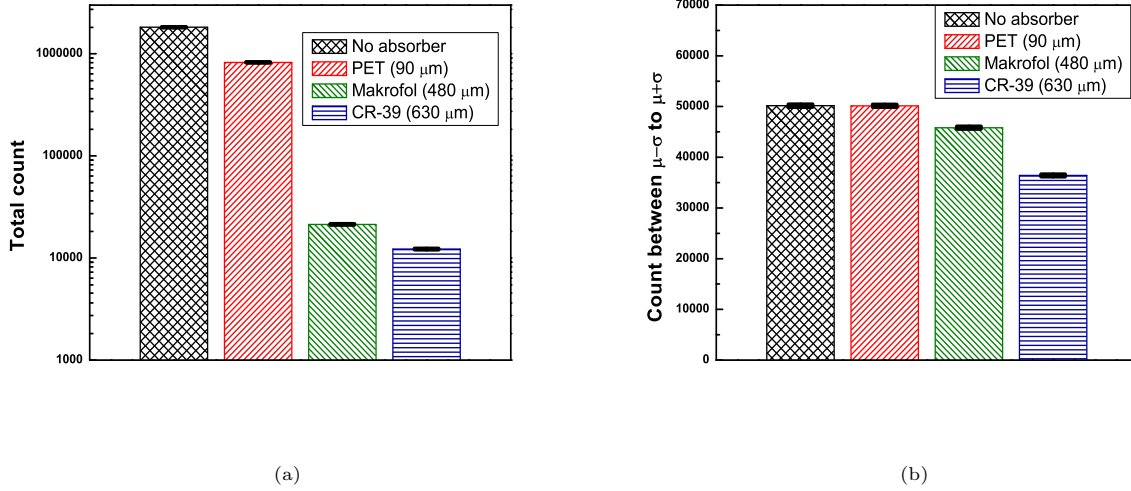 Total count
1000000
100000
10000
1000
No absorber
PET (90 μm)
Makrofol (480 μm)
CR-39 (630 μm)
(a)
Count between μ−σ to μ+σ
70000
60000
50000
40000
30000
20000
10000
0
No absorber
PET (90 μm)
Makrofol (480 μm)
CR-39 (630 μm)
(b)